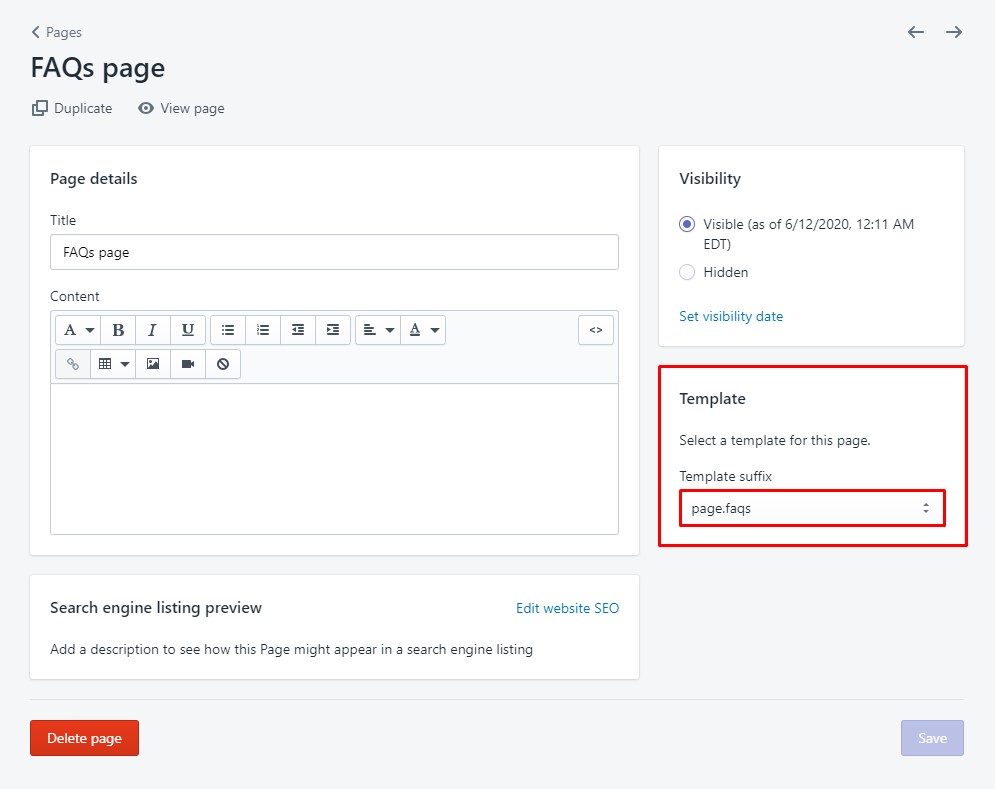 Pages
FAQs page
Duplicate View page
Page details
Title
FAQs page
Content
A B I U A <>
Visibility
Visible (as of 6/12/2020, 12:11 AM
EDT)
Hidden
Set visibility date
Template
Select a template for this page.
Template suffix
page.faqs
Search engine listing preview Edit website SEO
Add a description to see how this Page might appear in a search engine listing
Delete page Save